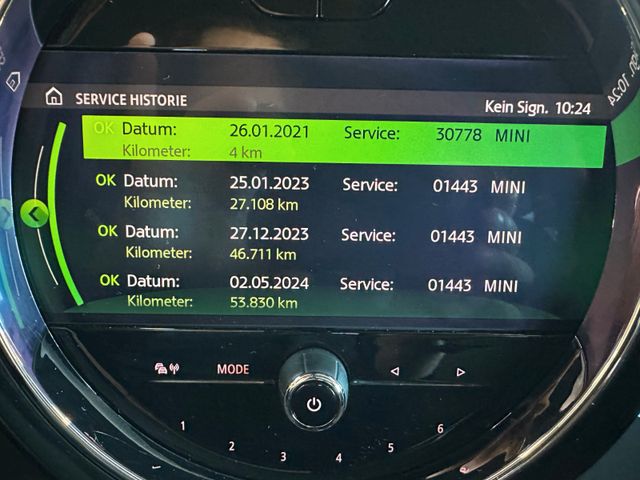 SERVICE HISTORIE Kein Sign. 10:24
OK Datum: 26.01.2021 Service: 30778 MINI
Kilometer: 4 km
OK Datum: 25.01.2023 Service: 01443 MINI
Kilometer: 27.108 km
OK Datum: 27.12.2023 Service: 01443 MINI
Kilometer: 46.711 km
OK Datum: 02.05.2024 Service: 01443 MINI
Kilometer: 53.830 km
MODE
1 2 3 4 5 6